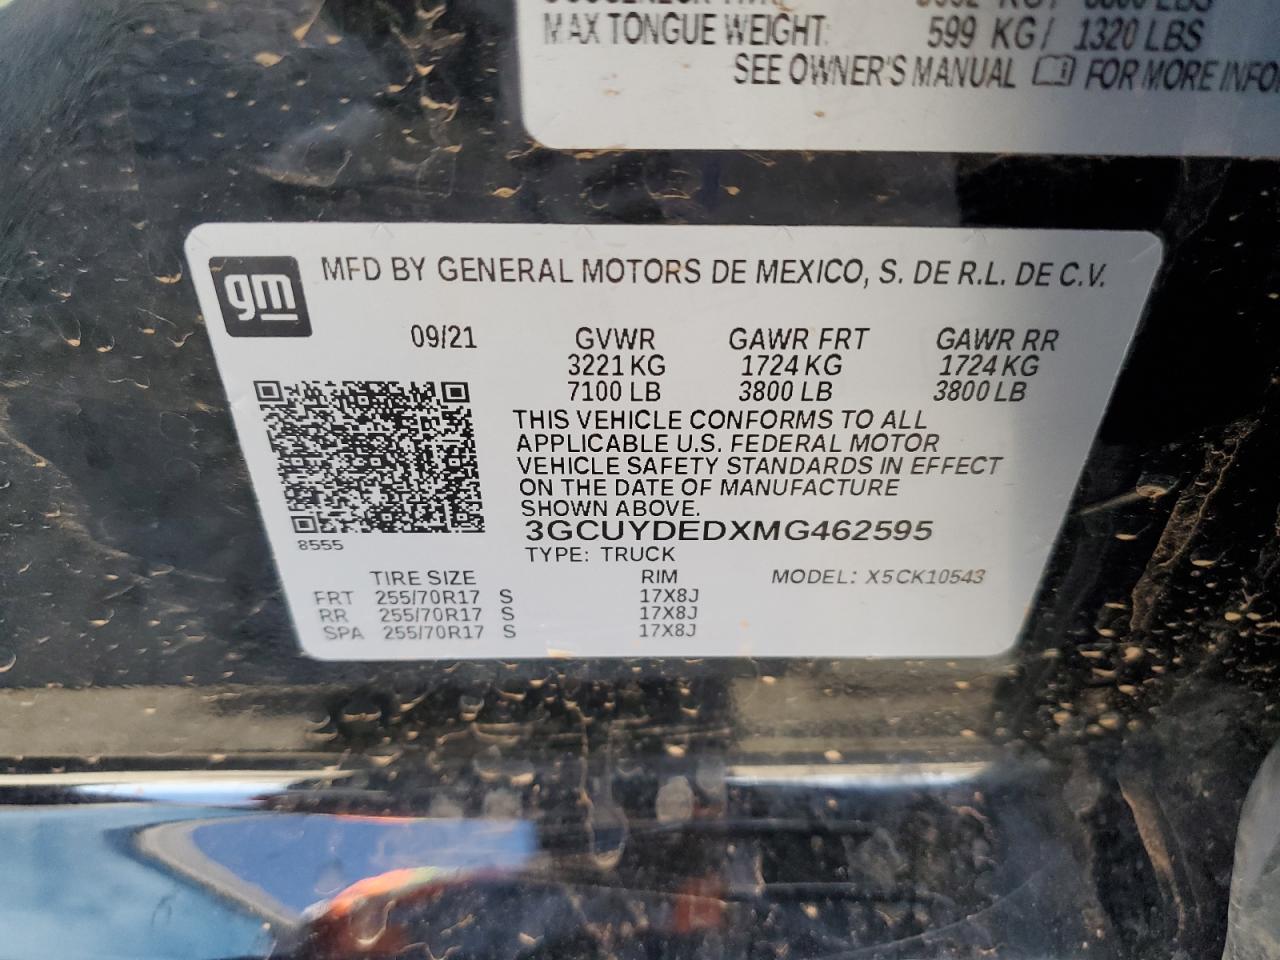 MAX TONGUE WEIGHT: 599 KG / 1320 LBS
SEE OWNER'S MANUAL FOR MORE
gm MFD BY GENERAL MOTORS DE MEXICO, S. DE R.L. DE C.V.
09/21 GVWR GAWR FRT GAWR RR
3221 KG 1724 KG 1724 KG
7100 LB 3800 LB 3800 LB
THIS VEHICLE CONFORMS TO ALL
APPLICABLE U.S. FEDERAL MOTOR
VEHICLE SAFETY STANDARDS IN EFFECT
ON THE DATE OF MANUFACTURE
SHOWN ABOVE.
3GCUYDEDXMG462595
8555
TYPE: TRUCK
TIRE SIZE RIM MODEL: X5CK10543
FRT 255/70R17 S 17X8J
RR 255/70R17 S 17X8J
SPA 255/70R17 S 17X8J